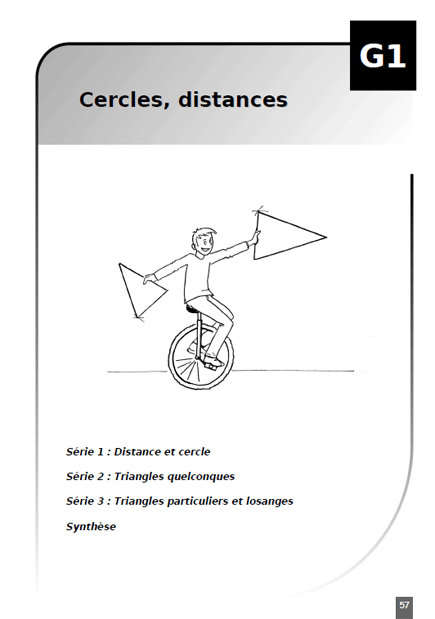 G1
Cercles, distances
Série 1 : Distance et cercle
Série 2 : Triangles quelconques
Série 3 : Triangles particuliers et losanges
Synthèse
57